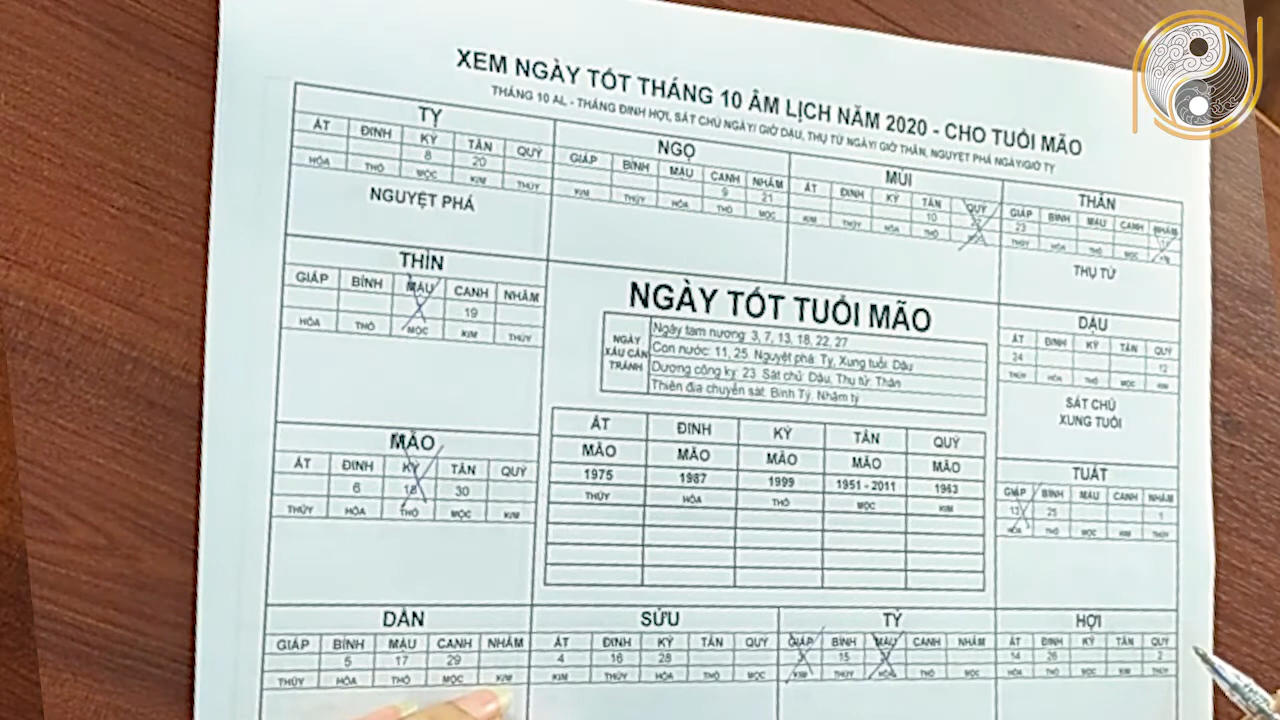 XEM NGÀY TỐT THÁNG 10 ÂM LỊCH NĂM 2020 - CHO TUỔI MÃO
THÁNG 10 AL - THÁNG ĐINH HỢI, SÁT CHỦ NGÀY/ GIỜ DẬU, THỤ TỬ NGÀY/ GIỜ THÂN, NGUYỆT PHÁ NGÀY/GIỜ TỴ
TỴ
ẤT ĐINH KỶ TÂN QUÝ
8 20
HỎA THỔ MỘC KIM THỦY
NGUYỆT PHÁ
NGỌ
GIÁP BÍNH MẬU CANH NHÂM
9 21
KIM THỦY HỎA THỔ MỘC
MÙI
ẤT ĐINH KỶ TÂN QUÝ
10
KIM THỦY HỎA THỔ
THÂN
GIÁP BÍNH MẬU CANH NHÂM
23
THỦY HỎA THỔ MỘC KIM
THỤ TỬ
THÌN
GIÁP BÍNH MẬU CANH NHÂM
19
HỎA THỔ MỘC KIM THỦY
NGÀY TỐT TUỔI MÃO
NGÀY XẤU CẦN TRÁNH
Ngày tam nương: 3, 7, 13, 18, 22, 27
Con nước: 11, 25. Nguyệt phá: Tỵ, Xung tuổi: Dậu
Dương công kỵ: 23. Sát chủ: Dậu, Thụ tử: Thân
Thiên địa chuyển sát: Bính Tý, Nhâm tý
DẬU
ẤT ĐINH KỶ TÂN QUÝ
24 12
THỦY HỎA THỔ MỘC KIM
SÁT CHỦ
XUNG TUỔI
MÃO
ẤT ĐINH KỶ TÂN QUÝ
6 18 30
THỦY HỎA THỔ MỘC KIM
ẤT ĐINH KỶ TÂN QUÝ
MÃO MÃO MÃO MÃO MÃO
1975 1987 1999 1951 - 2011 1963
THỦY HỎA THỔ MỘC KIM
TUẤT
GIÁP BÍNH MẬU CANH NHÂM
13 25 1
HỎA THỔ MỘC KIM THỦY
DẦN
GIÁP BÍNH MẬU CANH NHÂM
5 17 29
THỦY HỎA THỔ MỘC KIM
SỬU
ẤT ĐINH KỶ TÂN QUÝ
4 16 28
KIM THỦY HỎA THỔ MỘC
TÝ
GIÁP BÍNH MẬU CANH NHÂM
15
KIM THỦY HỎA THỔ MỘC
HỢI
ẤT ĐINH KỶ TÂN QUÝ
14 26 2
HỎA THỔ MỘC KIM THỦY